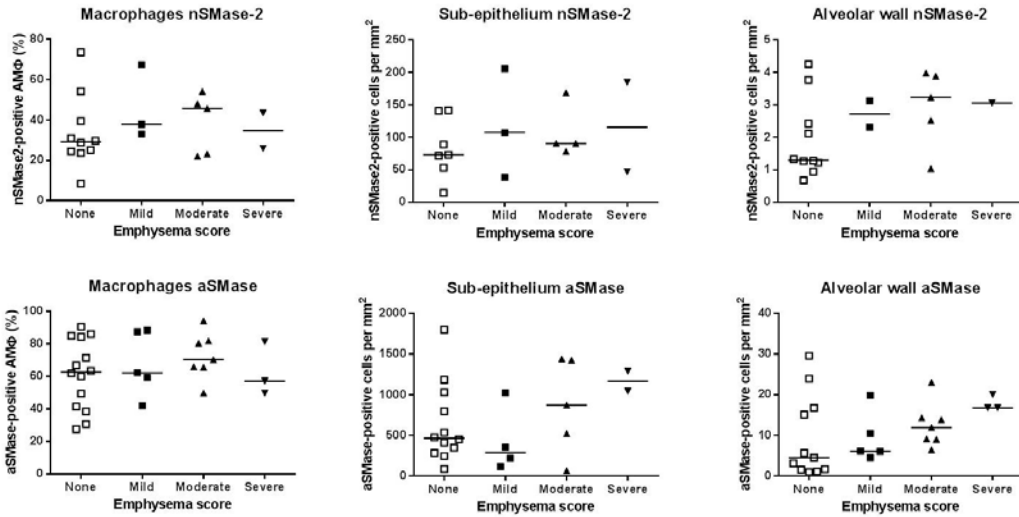 Macrophages nSMase-2
nSMase2-positive AMΦ (%)
80
60
40
20
0
None Mild Moderate Severe
Emphysema score
Sub-epithelium nSMase-2
nSMase2-positive cells per mm²
250
200
150
100
50
0
None Mild Moderate Severe
Emphysema score
Alveolar wall nSMase-2
nSMase2-positive cells per mm²
5
4
3
2
1
0
None Mild Moderate Severe
Emphysema score
Macrophages aSMase
aSMase-positive AMΦ (%)
100
80
60
40
20
0
None Mild Moderate Severe
Emphysema score
Sub-epithelium aSMase
aSMase-positive cells per mm²
2000
1500
1000
500
0
None Mild Moderate Severe
Emphysema score
Alveolar wall aSMase
aSMase-positive cells per mm²
40
30
20
10
0
None Mild Moderate Severe
Emphysema score